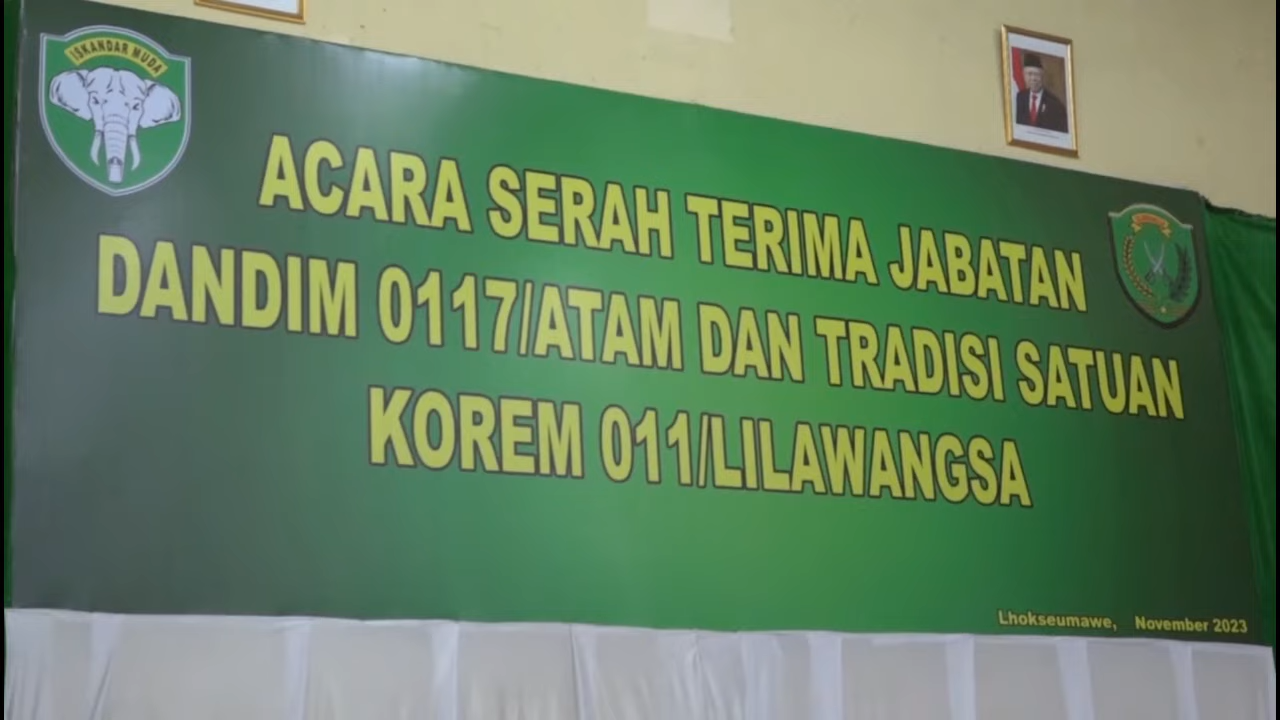 ISKANDAR MUDA
ACARA SERAH TERIMA JABATAN
DANDIM 0117/ATAM DAN TRADISI SATUAN
KOREM 011/LILAWANGSA
Lhokseumawe, November 2023